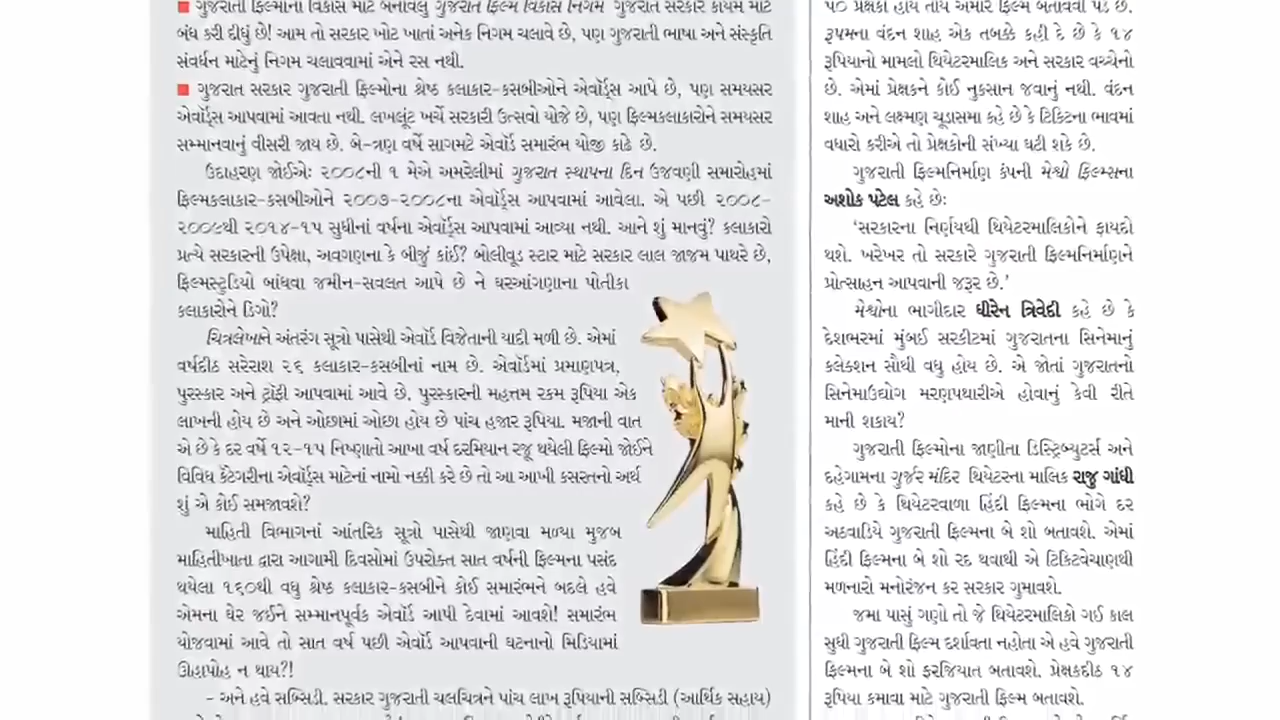 ગુજરાતી ફિલ્મોના વિકાસ માટે બનાવેલું ગુજરાત ફિલ્મ વિકાસ નિગમ ગુજરાત સરકારે કાયમ માટે
બંધ કરી દીધું છે! આમ તો સરકાર ખોટ ખાતાં અનેક નિગમ ચલાવે છે, પણ ગુજરાતી ભાષા અને સંસ્કૃતિ
સંવર્ધન માટેનું નિગમ ચલાવવામાં એને રસ નથી.
ગુજરાત સરકાર ગુજરાતી ફિલ્મોના શ્રેષ્ઠ કલાકાર-કસબીઓને એવૉર્ડ્સ આપે છે, પણ સમયસર
એવૉર્ડ્સ આપવામાં આવતા નથી. લખલૂંટ ખર્ચે સરકારી ઉત્સવો યોજે છે, પણ ફિલ્મકલાકારોને સમયસર
સમ્માનવાનું વીસરી જાય છે. બે-ત્રણ વર્ષે સાગમટે એવૉર્ડ સમારંભ યોજી કાઢે છે.
ઉદાહરણ જોઈએઃ ૨૦૦૮ની ૧ મેએ અમરેલીમાં ગુજરાત સ્થાપના દિન ઉજવણી સમારોહમાં
ફિલ્મકલાકાર-કસબીઓને ૨૦૦૭-૨૦૦૮ના એવૉર્ડ્સ આપવામાં આવેલા. એ પછી ૨૦૦૮-
૨૦૦૯થી ૨૦૧૪-૧૫ સુધીનાં વર્ષના એવૉર્ડ્સ આપવામાં આવ્યા નથી. આને શું માનવું? કલાકારો
પ્રત્યે સરકારની ઉપેક્ષા, અવગણના કે બીજું કાંઈ? બોલીવૂડ સ્ટાર માટે સરકાર લાલ જાજમ પાથરે છે,
ફિલ્મસ્ટુડિયો બાંધવા જમીન-સવલત આપે છે ને ઘરઆંગણાના પોતીકા
કલાકારોને ડિંગો?
ચિત્રલેખાને અંતરંગ સૂત્રો પાસેથી એવૉર્ડ વિજેતાની યાદી મળી છે. એમાં
વર્ષદીઠ સરેરાશ ૨૬ કલાકાર-કસબીનાં નામ છે. એવૉર્ડમાં પ્રમાણપત્ર,
પુરસ્કાર અને ટ્રૉફી આપવામાં આવે છે. પુરસ્કારની મહત્તમ રકમ રૂપિયા એક
લાખની હોય છે અને ઓછામાં ઓછા હોય છે પાંચ હજાર રૂપિયા. મજાની વાત
એ છે કે દર વર્ષે ૧૨-૧૫ નિષ્ણાતો આખા વર્ષ દરમિયાન રજૂ થયેલી ફિલ્મો જોઈને
વિવિધ કૅટેગરીના એવૉર્ડ્સ માટેનાં નામો નક્કી કરે છે તો આ આખી કસરતનો અર્થ
શું એ કોઈ સમજાવશે?
માહિતી વિભાગનાં આંતરિક સૂત્રો પાસેથી જાણવા મળ્યા મુજબ
માહિતીખાતા દ્વારા આગામી દિવસોમાં ઉપરોક્ત સાત વર્ષની ફિલ્મના પસંદ
થયેલા ૧૬૦થી વધુ શ્રેષ્ઠ કલાકાર-કસબીને કોઈ સમારંભને બદલે હવે
એમના ઘેર જઈને સમ્માનપૂર્વક એવૉર્ડ આપી દેવામાં આવશે! સમારંભ
યોજવામાં આવે તો સાત વર્ષ પછી એવૉર્ડ આપવાની ઘટનાનો મિડિયામાં
ઊહાપોહ ન થાય?!
- અને હવે સબ્સિડી. સરકાર ગુજરાતી ચલચિત્રને પાંચ લાખ રૂપિયાની સબ્સિડી (આર્થિક સહાય)
૫૦ પ્રેક્ષકો હોય તોય અમારે ફિલ્મ બતાવવી પડે છે.
રૂપમના વંદન શાહ એક તબક્કે કહી દે છે કે ૧૪
રૂપિયાનો મામલો થિયેટરમાલિક અને સરકાર વચ્ચેનો
છે. એમાં પ્રેક્ષકને કોઈ નુકસાન જવાનું નથી. વંદન
શાહ અને લક્ષ્મણ ચૂડાસમા કહે છે કે ટિકિટના ભાવમાં
વધારો કરીએ તો પ્રેક્ષકોની સંખ્યા ઘટી શકે છે.
ગુજરાતી ફિલ્મનિર્માણ કંપની મેશ્વો ફિલ્મ્સના
અશોક પટેલ કહે છેઃ
‘સરકારના નિર્ણયથી થિયેટરમાલિકોને ફાયદો
થશે. ખરેખર તો સરકારે ગુજરાતી ફિલ્મનિર્માણને
પ્રોત્સાહન આપવાની જરૂર છે.’
મેશ્વોના ભાગીદાર ધીરેન ત્રિવેદી કહે છે કે
દેશભરમાં મુંબઈ સરકીટમાં ગુજરાતના સિનેમાનું
કલેક્શન સૌથી વધુ હોય છે. એ જોતાં ગુજરાતનો
સિનેમાઉદ્યોગ મરણપથારીએ હોવાનું કેવી રીતે
માની શકાય?
ગુજરાતી ફિલ્મોના જાણીતા ડિસ્ટ્રિબ્યુટર્સ અને
દહેગામના ગુર્જર મંદિર થિયેટરના માલિક રાજુ ગાંધી
કહે છે કે થિયેટરવાળા હિંદી ફિલ્મના ભોગે દર
અઠવાડિયે ગુજરાતી ફિલ્મના બે શો બતાવશે. એમાં
હિંદી ફિલ્મના બે શો રદ થવાથી એ ટિકિટવેચાણથી
મળનારો મનોરંજન કર સરકાર ગુમાવશે.
જમા પાસું ગણો તો જે થિયેટરમાલિકો ગઈ કાલ
સુધી ગુજરાતી ફિલ્મ દર્શાવતા નહોતા એ હવે ગુજરાતી
ફિલ્મના બે શો ફરજિયાત બતાવશે. પ્રેક્ષકદીઠ ૧૪
રૂપિયા કમાવા માટે ગુજરાતી ફિલ્મ બતાવશે.